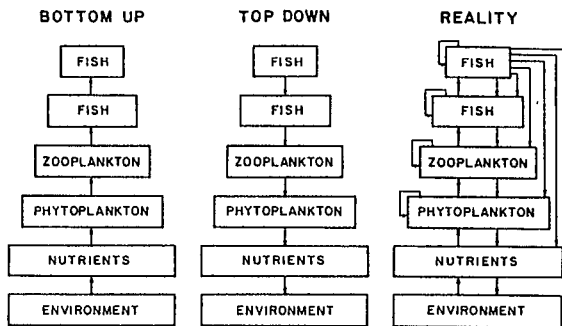 BOTTOM UP
FISH
FISH
ZOOPLANKTON
PHYTOPLANKTON
NUTRIENTS
ENVIRONMENT
TOP DOWN
FISH
FISH
ZOOPLANKTON
PHYTOPLANKTON
NUTRIENTS
ENVIRONMENT
REALITY
FISH
FISH
ZOOPLANKTON
PHYTOPLANKTON
NUTRIENTS
ENVIRONMENT